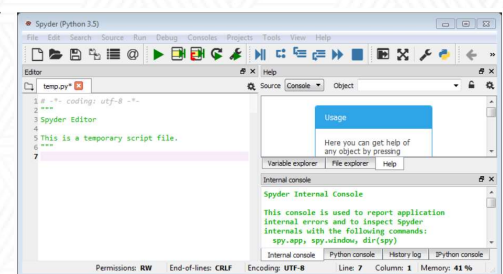 Spyder (Python 3.5)
File Edit Search Source Run Debug Consoles Projects Tools View Help
Editor
temp.py*
1 # -*- coding: utf-8 -*-
2 """
3 Spyder Editor
4
5 This is a temporary script file.
6 """
7
Help
Source Console Object
Usage
Here you can get help of
any object by pressing
Variable explorer File explorer Help
Internal console
Spyder Internal Console
This console is used to report application
internal errors and to inspect Spyder
internals with the following commands:
spy.app, spy.window, dir(spy)
Internal console Python console History log IPython console
Permissions: RW End-of-lines: CRLF Encoding: UTF-8 Line: 7 Column: 1 Memory: 41 %